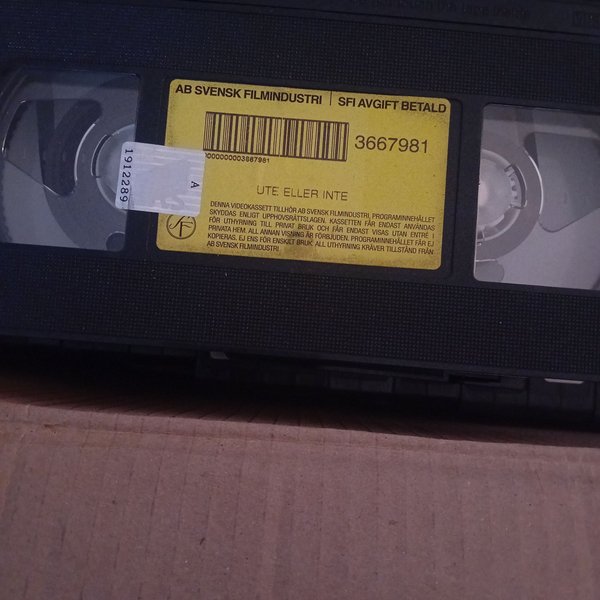 AB SVENSK FILMINDUSTRI | SFI AVGIFT BETALD
3667981
0000000003667981
1912289
A
UTE ELLER INTE
DENNA VIDEOKASSETT TILLHÖR AB SVENSK FILMINDUSTRI, PROGRAMINNEHÅLLET
SKYDDAS ENLIGT UPPHOVSRÄTTSLAGEN. KASSETTEN FÅR ENDAST ANVÄNDAS
FÖR UTHYRNING TILL PRIVAT BRUK OCH FÅR ENDAST VISAS UTAN ENTRÉ I
PRIVATA HEM. ALL ANNAN VISNING ÄR FÖRBJUDEN. PROGRAMINNEHÅLLET FÅR EJ
KOPIERAS, EJ ENS FÖR ENSKILT BRUK. ALL UTHYRNING KRÄVER TILLSTÅND FRÅN
AB SVENSK FILMINDUSTRI.